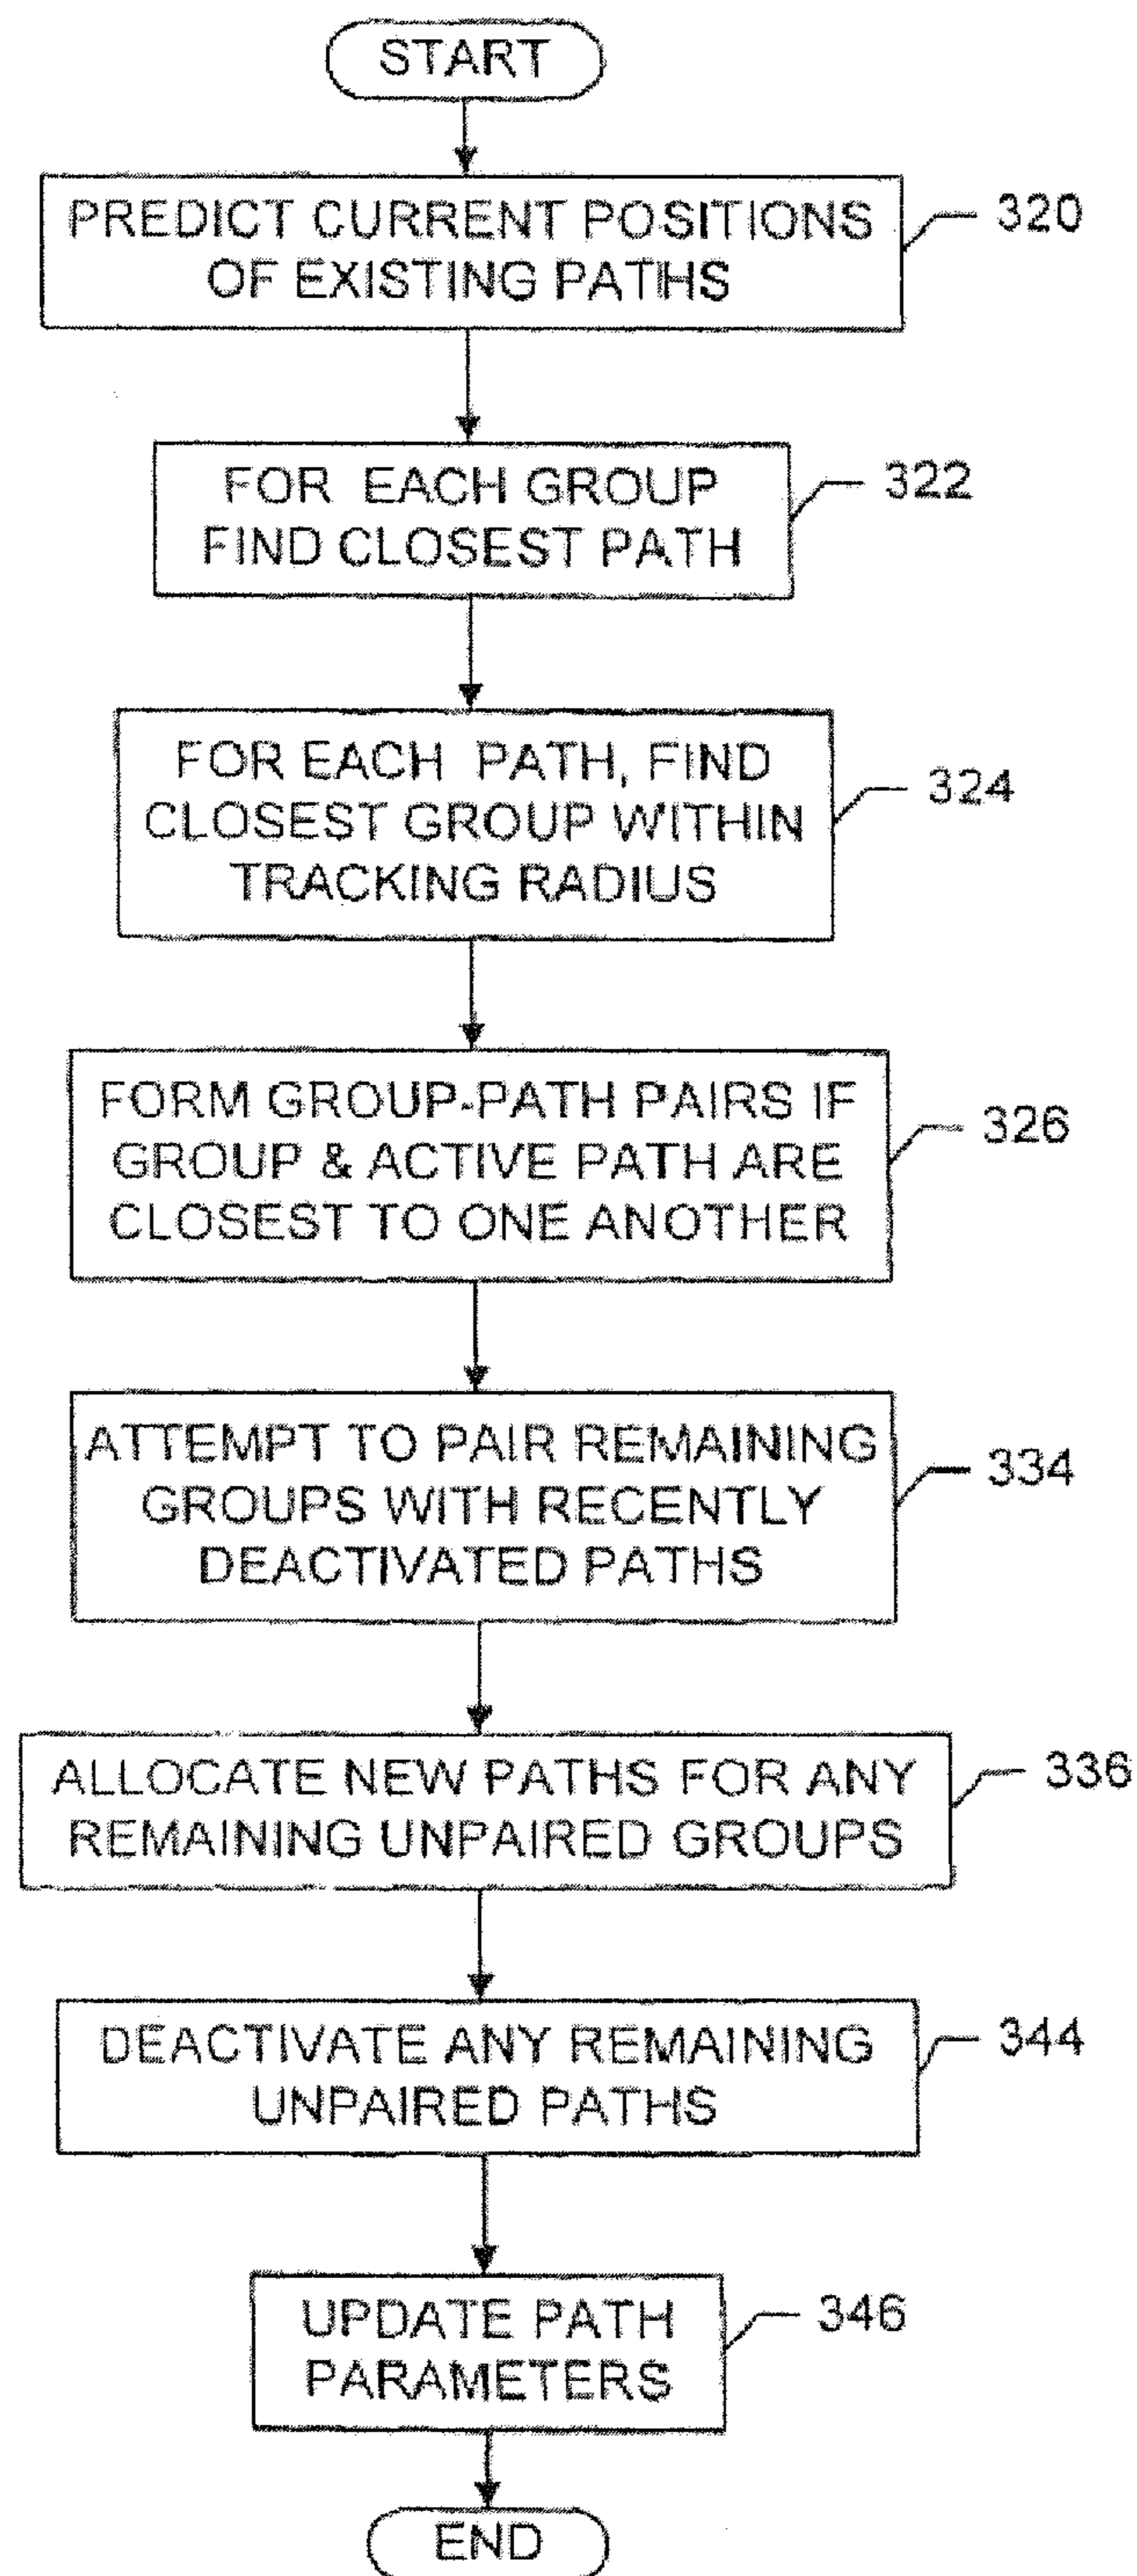 START
PREDICT CURRENT POSITIONS
OF EXISTING PATHS
320
FOR EACH GROUP
FIND CLOSEST PATH
322
FOR EACH PATH, FIND
CLOSEST GROUP WITHIN
TRACKING RADIUS
324
FORM GROUP-PATH PAIRS IF
GROUP & ACTIVE PATH ARE
CLOSEST TO ONE ANOTHER
326
ATTEMPT TO PAIR REMAINING
GROUPS WITH RECENTLY
DEACTIVATED PATHS
334
ALLOCATE NEW PATHS FOR ANY
REMAINING UNPAIRED GROUPS
336
DEACTIVATE ANY REMAINING
UNPAIRED PATHS
344
UPDATE PATH
PARAMETERS
346
END